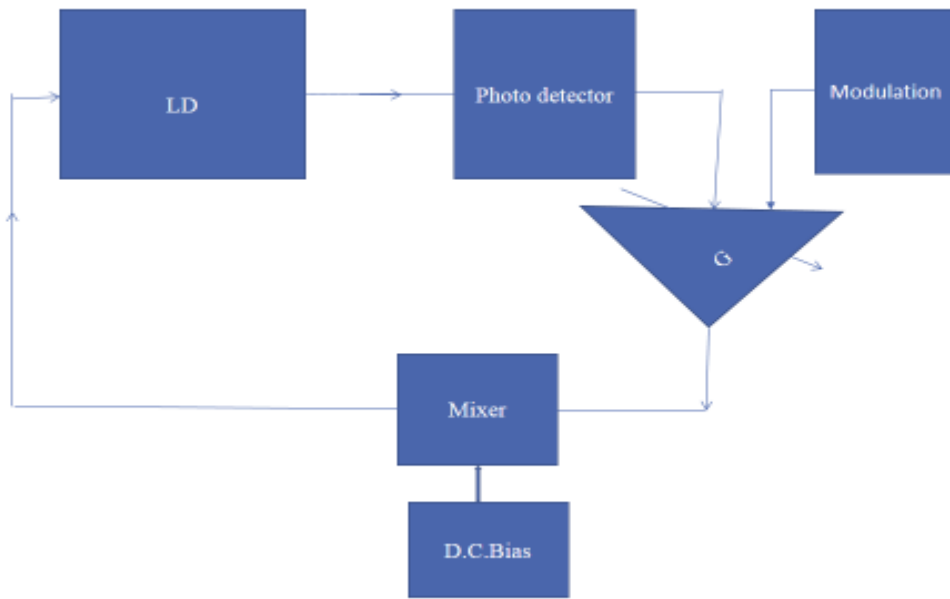 LD
Photo detector
Modulation
G
Mixer
D.C.Bias